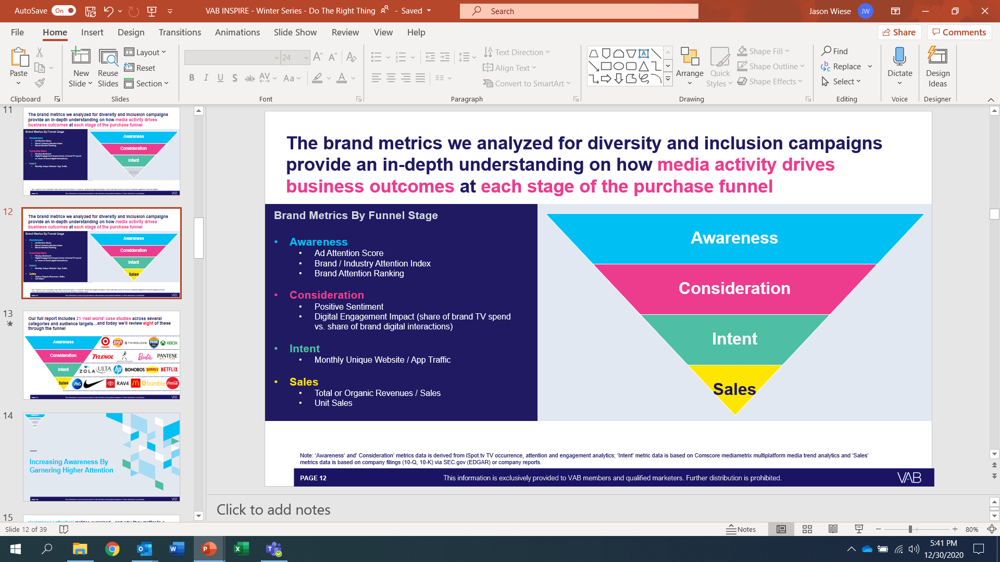 AutoSave On
VAB INSPIRE - Winter Series - Do The Right Thing - Saved
Search
Jason Wiese JW
File Home Insert Design Transitions Animations Slide Show Review View Help
Share Comments
Paste
Clipboard
New Slide
Reuse Slides
Layout
Reset
Section
Slides
24
B I U S ab AV Aa A
Font
Text Direction
Align Text
Convert to SmartArt
Paragraph
Arrange
Quick Styles
Shape Fill
Shape Outline
Shape Effects
Drawing
Find
Replace
Select
Editing
Dictate
Voice
Design Ideas
Designer
11
The brand metrics we analyzed for diversity and inclusion campaigns
provide an in-depth understanding on how media activity drives
business outcomes at each stage of the purchase funnel
Brand Metrics By Funnel Stage
Awareness
Consideration
Intent
Sales
12
The brand metrics we analyzed for diversity and inclusion campaigns
provide an in-depth understanding on how media activity drives
business outcomes at each stage of the purchase funnel
Brand Metrics By Funnel Stage
Awareness
Consideration
Intent
Sales
13
Our full report includes 21 'real world' case studies across several
categories and audience targets…and today we'll review eight of these
through the funnel
Awareness TARGET Lay's THIRDLOVE PRIDE XBOX
Consideration TYLENOL Barbie PANTENE
Intent ZOLA ULTA hp BONOBOS Denny's NETFLIX
Sales P&G RAV4 bumble Coca-Cola
14
Increasing Awareness By
Garnering Higher Attention
15
The brand metrics we analyzed for diversity and inclusion campaigns
provide an in-depth understanding on how media activity drives
business outcomes at each stage of the purchase funnel
Brand Metrics By Funnel Stage
• Awareness
• Ad Attention Score
• Brand / Industry Attention Index
• Brand Attention Ranking
• Consideration
• Positive Sentiment
• Digital Engagement Impact (share of brand TV spend
vs. share of brand digital interactions)
• Intent
• Monthly Unique Website / App Traffic
• Sales
• Total or Organic Revenues / Sales
• Unit Sales
Awareness
Consideration
Intent
Sales
Note: 'Awareness' and' Consideration' metrics data is derived from iSpot.tv TV occurrence, attention and engagement analytics; 'Intent' metric data is based on Comscore mediametrix multiplatform media trend analytics and 'Sales'
metrics data is based on company filings (10-Q, 10-K) via SEC.gov (EDGAR) or company reports.
PAGE 12 This information is exclusively provided to VAB members and qualified marketers. Further distribution is prohibited. VAB
Click to add notes
Slide 12 of 39
Notes
80%
5:41 PM
12/30/2020